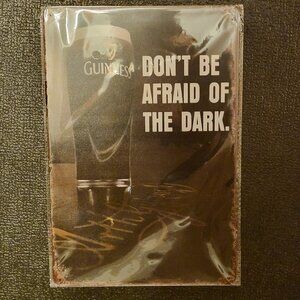 GUINNESS
DON'T BE
AFRAID OF
THE DARK.